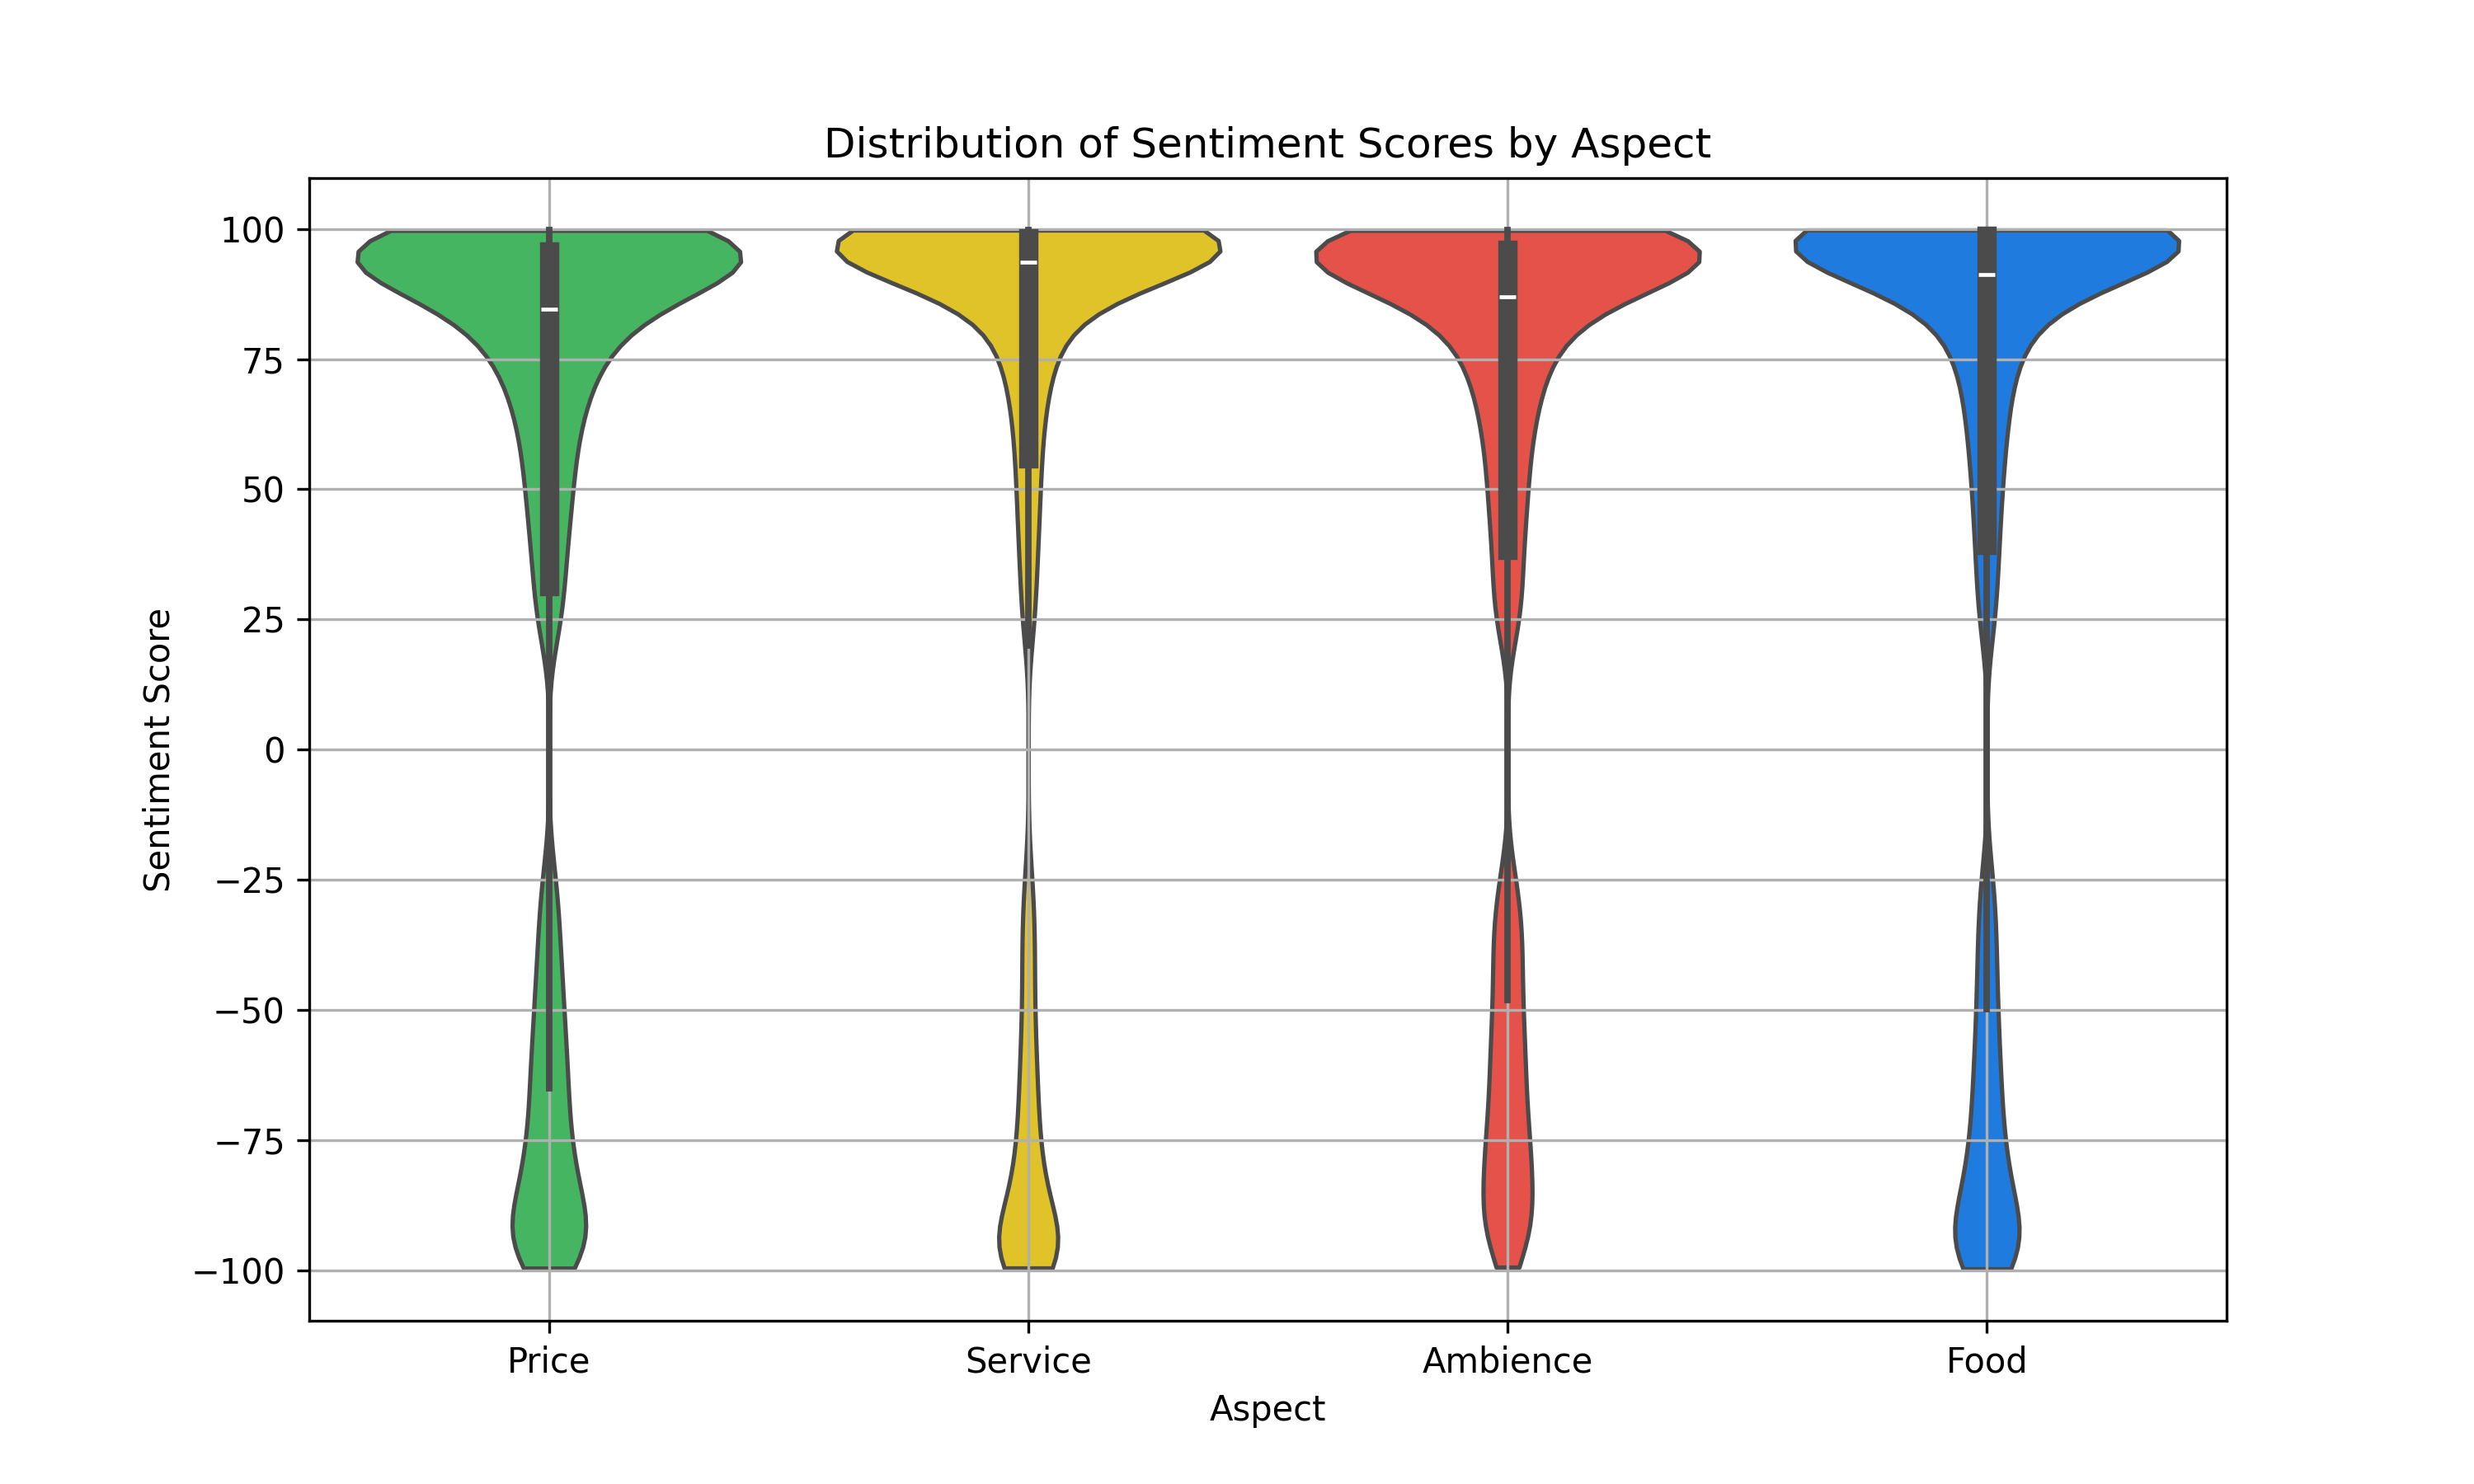 Distribution of Sentiment Scores by Aspect
100
75
50
25
0
−25
−50
−75
−100
Sentiment Score
Price Service Ambience Food
Aspect